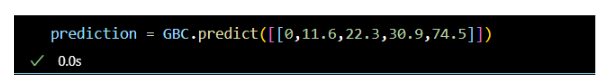 prediction = GBC.predict([[0,11.6,22.3,30.9,74.5]])
✓ 0.0s